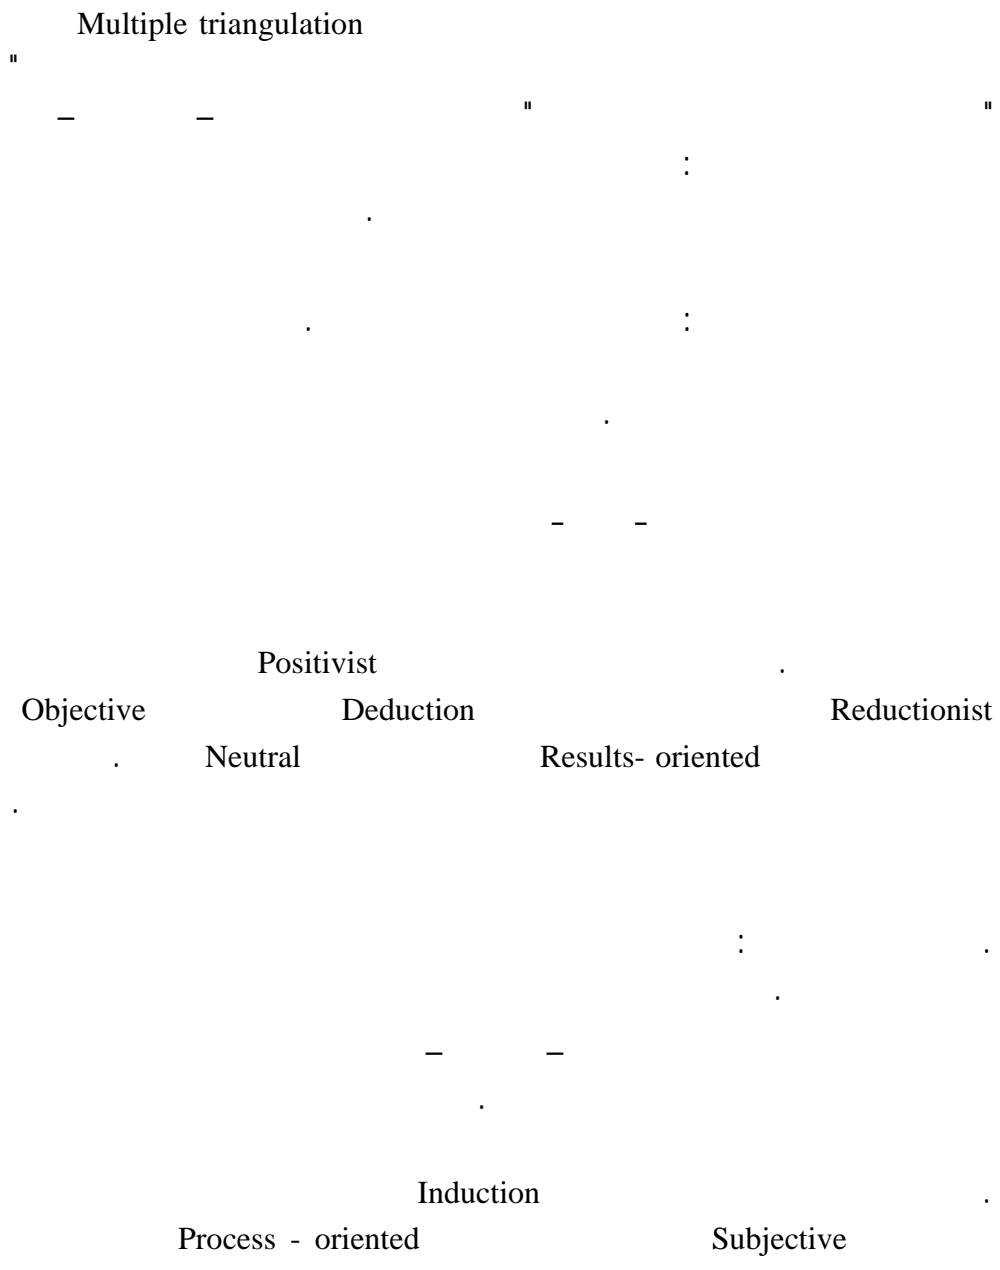 Multiple triangulation
"
" " — —
:
.
: .
.
- -
. Positivist
Reductionist Deduction Objective
Results- oriented Neutral .
.
. :
.
— —
.
. Induction
Subjective Process - oriented